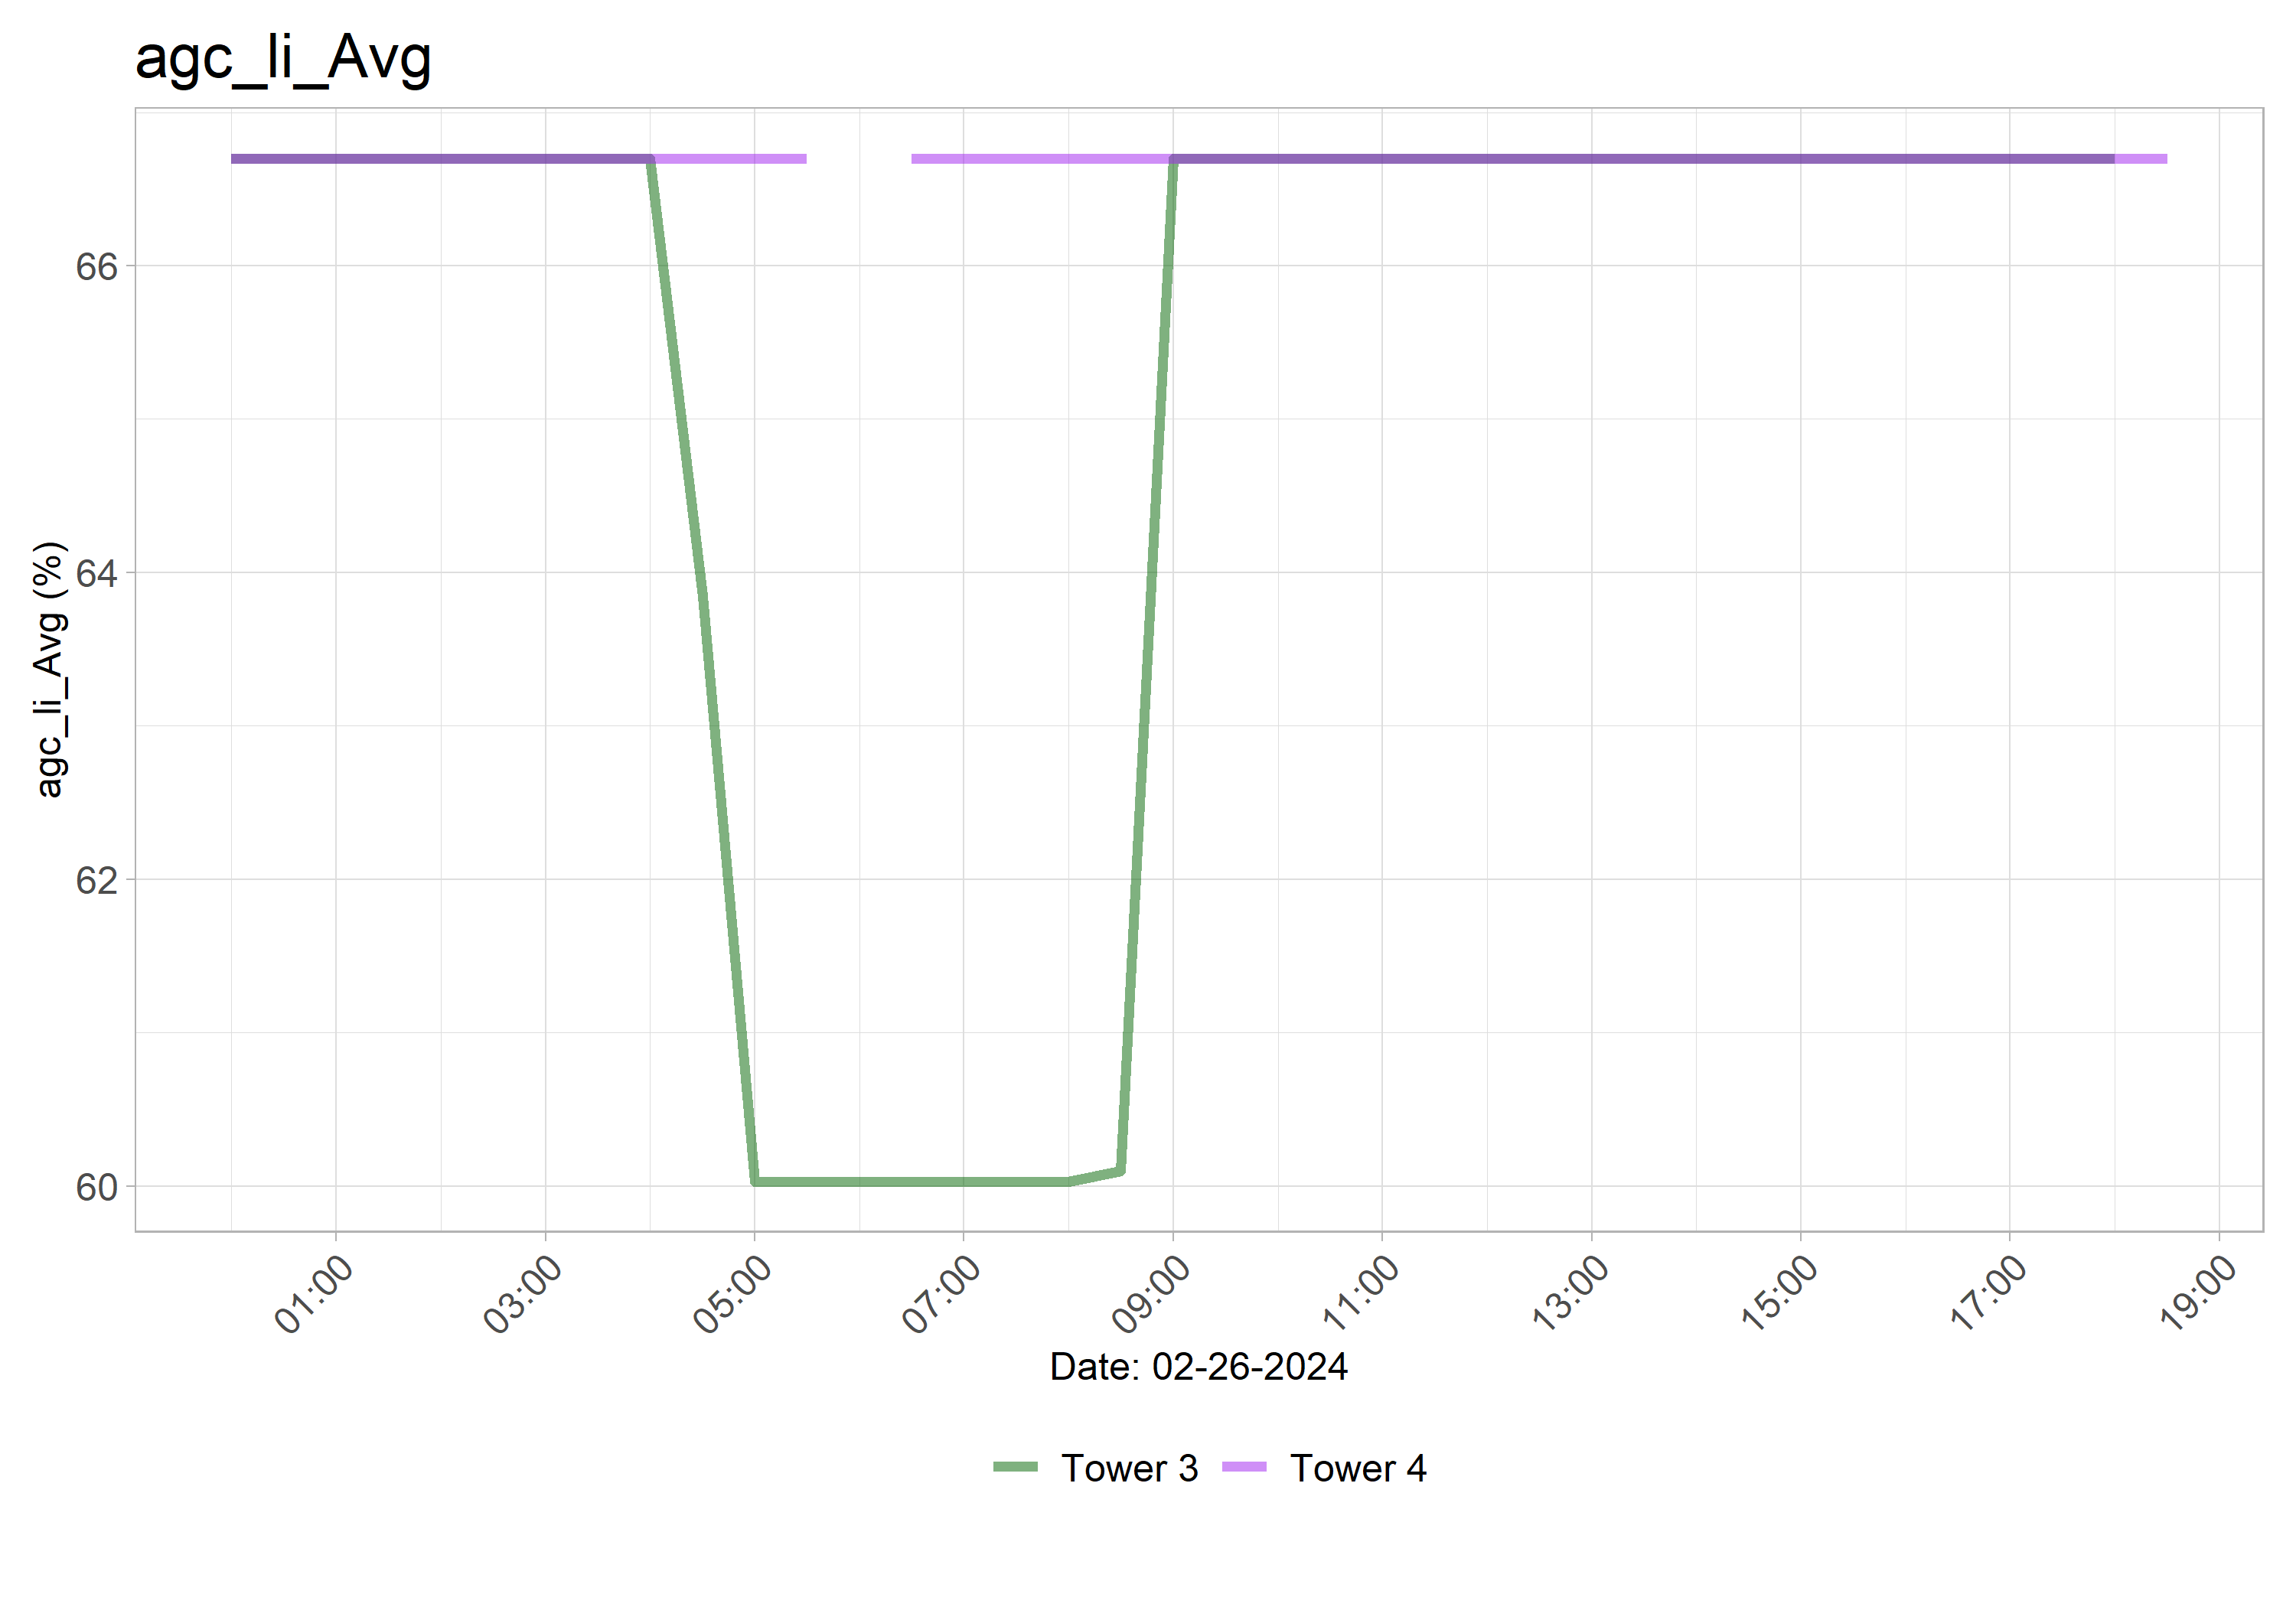 agc_li_Avg
agc_li_Avg (%)
66
64
62
60
01:00 03:00 05:00 07:00 09:00 11:00 13:00 15:00 17:00 19:00
Date: 02-26-2024
Tower 3 Tower 4